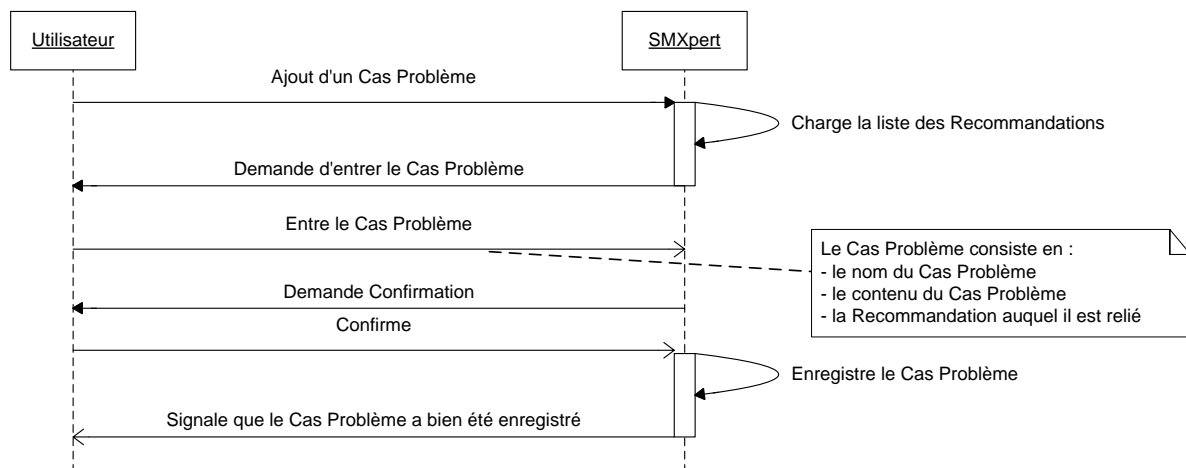 Utilisateur
SMXpert
Ajout d'un Cas Problème
Charge la liste des Recommandations
Demande d'entrer le Cas Problème
Entre le Cas Problème
Le Cas Problème consiste en :
- le nom du Cas Problème
- le contenu du Cas Problème
- la Recommandation auquel il est relié
Demande Confirmation
Confirme
Enregistre le Cas Problème
Signale que le Cas Problème a bien été enregistré